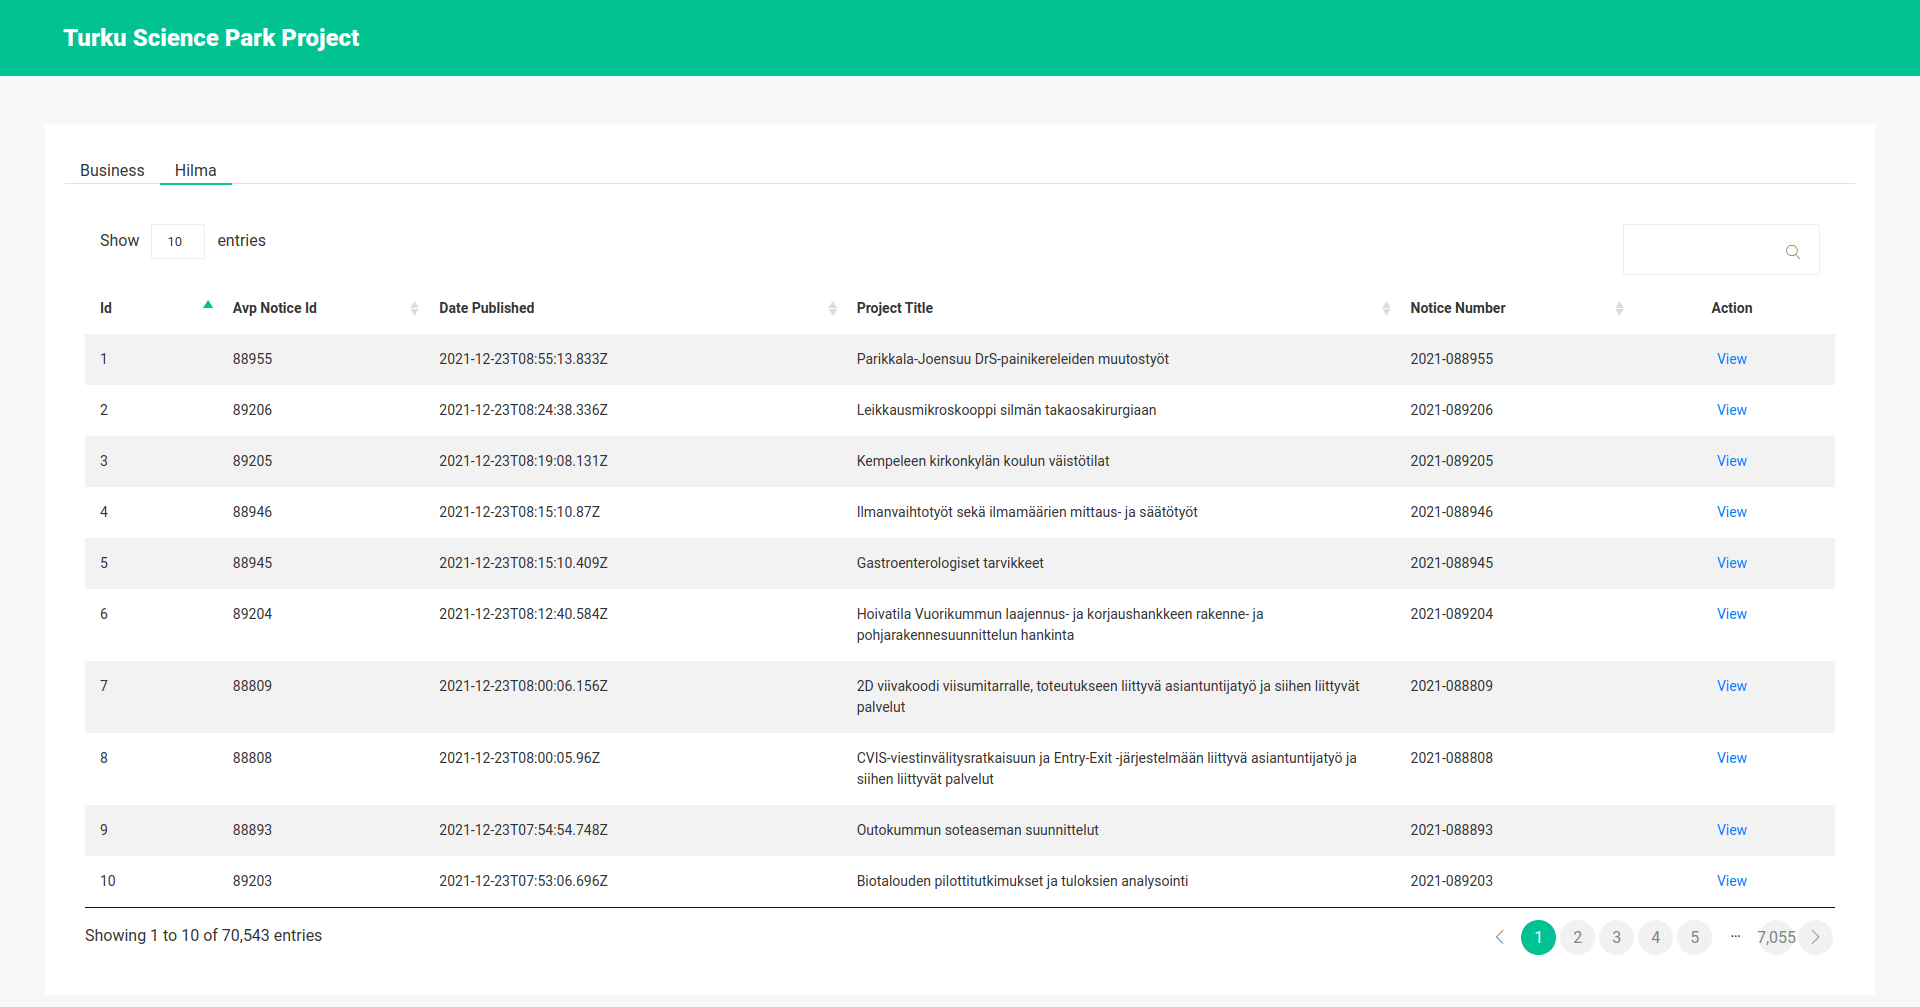 Turku Science Park Project
Business Hilma
Show 10 entries
Id Avp Notice Id Date Published Project Title Notice Number Action
1 88955 2021-12-23T08:55:13.833Z Parikkala-Joensuu DrS-painikereleiden muutostyöt 2021-088955 View
2 89206 2021-12-23T08:24:38.336Z Leikkausmikroskooppi silmän takaosakirurgiaan 2021-089206 View
3 89205 2021-12-23T08:19:08.131Z Kempeleen kirkonkylän koulun väistötilat 2021-089205 View
4 88946 2021-12-23T08:15:10.87Z Ilmanvaihtotyöt sekä ilmamäärien mittaus- ja säätötyöt 2021-088946 View
5 88945 2021-12-23T08:15:10.409Z Gastroenterologiset tarvikkeet 2021-088945 View
6 89204 2021-12-23T08:12:40.584Z Hoivatila Vuorikummun laajennus- ja korjaushankkeen rakenne- ja 2021-089204 View
pohjarakennesuunnittelun hankinta
7 88809 2021-12-23T08:00:06.156Z 2D viivakoodi viisumitarralle, toteutukseen liittyvä asiantuntijatyö ja siihen liittyvät 2021-088809 View
palvelut
8 88808 2021-12-23T08:00:05.96Z CVIS-viestinvälitysratkaisuun ja Entry-Exit -järjestelmään liittyvä asiantuntijatyö ja 2021-088808 View
siihen liittyvät palvelut
9 88893 2021-12-23T07:54:54.748Z Outokummun soteaseman suunnittelut 2021-088893 View
10 89203 2021-12-23T07:53:06.696Z Biotalouden pilottitutkimukset ja tuloksien analysointi 2021-089203 View
Showing 1 to 10 of 70,543 entries 1 2 3 4 5 ... 7,055